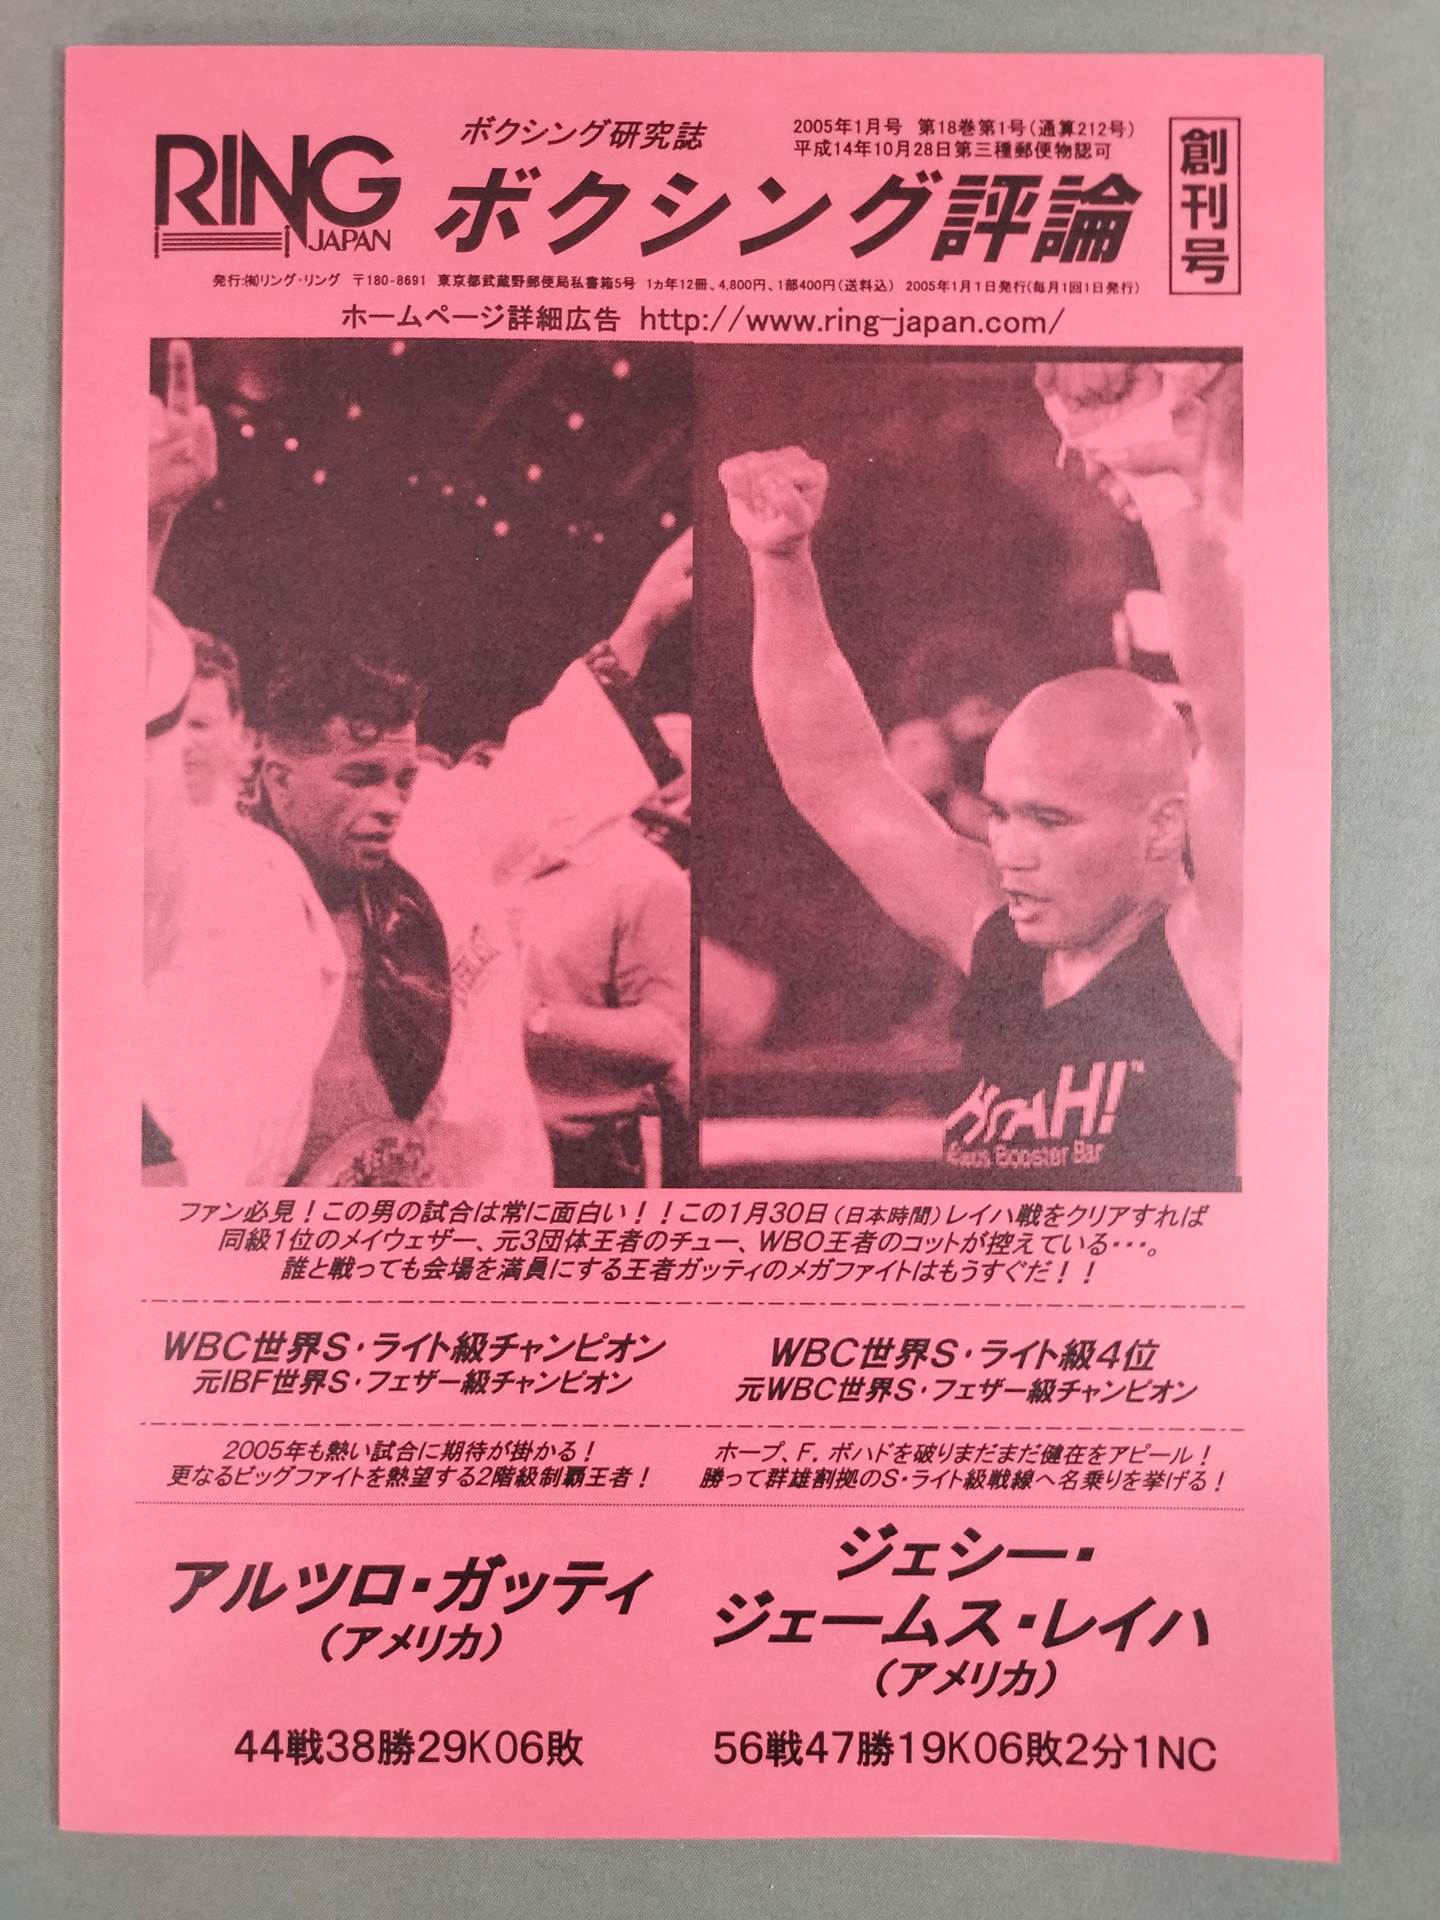 RING
JAPAN
ボクシング研究誌
ボクシング評論
2005年1月号 第18巻第1号(通算212号)
平成14年10月28日第三種郵便物認可
創刊号
発行:㈲リング・リング 〒180-8691 東京都武蔵野郵便局私書箱5号 1ヵ年12冊、4,800円、1部400円(送料込) 2005年1月1日発行(毎月1回1日発行)
ホームページ詳細広告 http://www.ring-japan.com/
AH!™
Booster Bar
ファン必見!この男の試合は常に面白い!!この1月30日(日本時間)レイハ戦をクリアすれば
同級1位のメイウェザー、元3団体王者のチュー、WBO王者のコットが控えている・・・。
誰と戦っても会場を満員にする王者ガッティのメガファイトはもうすぐだ!!
WBC世界S・ライト級チャンピオン
元IBF世界S・フェザー級チャンピオン
WBC世界S・ライト級4位
元WBC世界S・フェザー級チャンピオン
2005年も熱い試合に期待が掛かる!
更なるビッグファイトを熱望する2階級制覇王者!
ホープ、F.ボハドを破りまだまだ健在をアピール!
勝って群雄割拠のS・ライト級戦線へ名乗りを挙げる!
アルツロ・ガッティ
(アメリカ)
44戦38勝29KO6敗
ジェシー・
ジェームス・レイハ
(アメリカ)
56戦47勝19KO6敗2分1NC